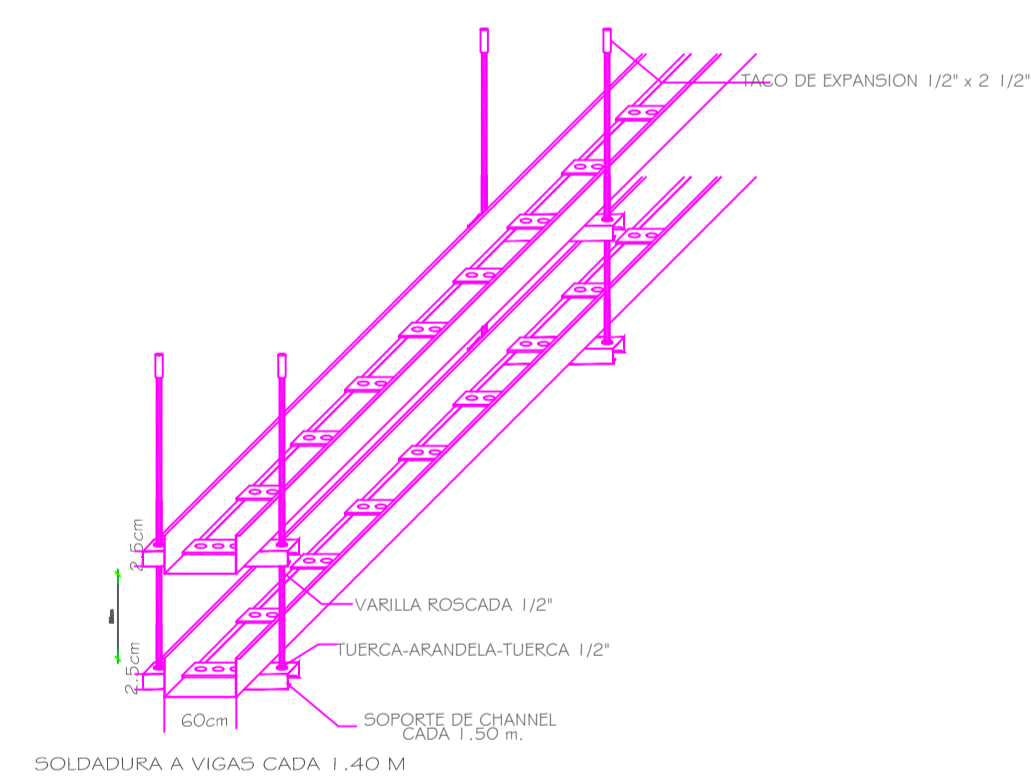 TACO DE EXPANSION 1/2" x 2 1/2"
2.5cm
VARILLA ROSCADA 1/2"
TUERCA-ARANDELA-TUERCA 1/2"
2.5cm
60cm
SOPORTE DE CHANNEL
CADA 1.50 m.
SOLDADURA A VIGAS CADA 1.40 M